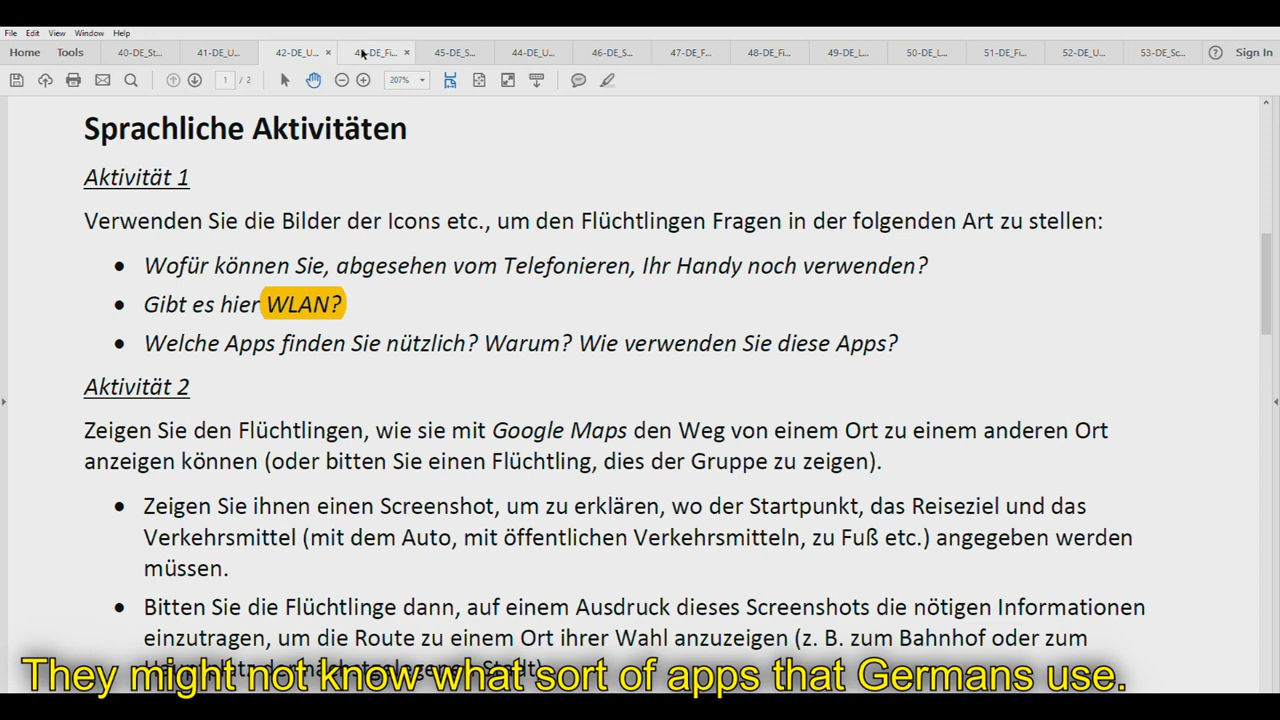 File Edit View Window Help
Home Tools 40-DE_St... 41-DE_U... 42-DE_U... × DE_Fi... × 45-DE_S... 44-DE_U... 46-DE_S... 47-DE_F... 48-DE_Fi... 49-DE_L... 50-DE_L... 51-DE_Fi... 52-DE_U... 53-DE_Sc... Sign In
1 / 2 207%
Sprachliche Aktivitäten
Aktivität 1
Verwenden Sie die Bilder der Icons etc., um den Flüchtlingen Fragen in der folgenden Art zu stellen:
• Wofür können Sie, abgesehen vom Telefonieren, Ihr Handy noch verwenden?
• Gibt es hier WLAN?
• Welche Apps finden Sie nützlich? Warum? Wie verwenden Sie diese Apps?
Aktivität 2
Zeigen Sie den Flüchtlingen, wie sie mit Google Maps den Weg von einem Ort zu einem anderen Ort
anzeigen können (oder bitten Sie einen Flüchtling, dies der Gruppe zu zeigen).
• Zeigen Sie ihnen einen Screenshot, um zu erklären, wo der Startpunkt, das Reiseziel und das
Verkehrsmittel (mit dem Auto, mit öffentlichen Verkehrsmitteln, zu Fuß etc.) angegeben werden
müssen.
• Bitten Sie die Flüchtlinge dann, auf einem Ausdruck dieses Screenshots die nötigen Informationen
einzutragen, um die Route zu einem Ort ihrer Wahl anzuzeigen (z. B. zum Bahnhof oder zum
They might not know what sort of apps that Germans use.